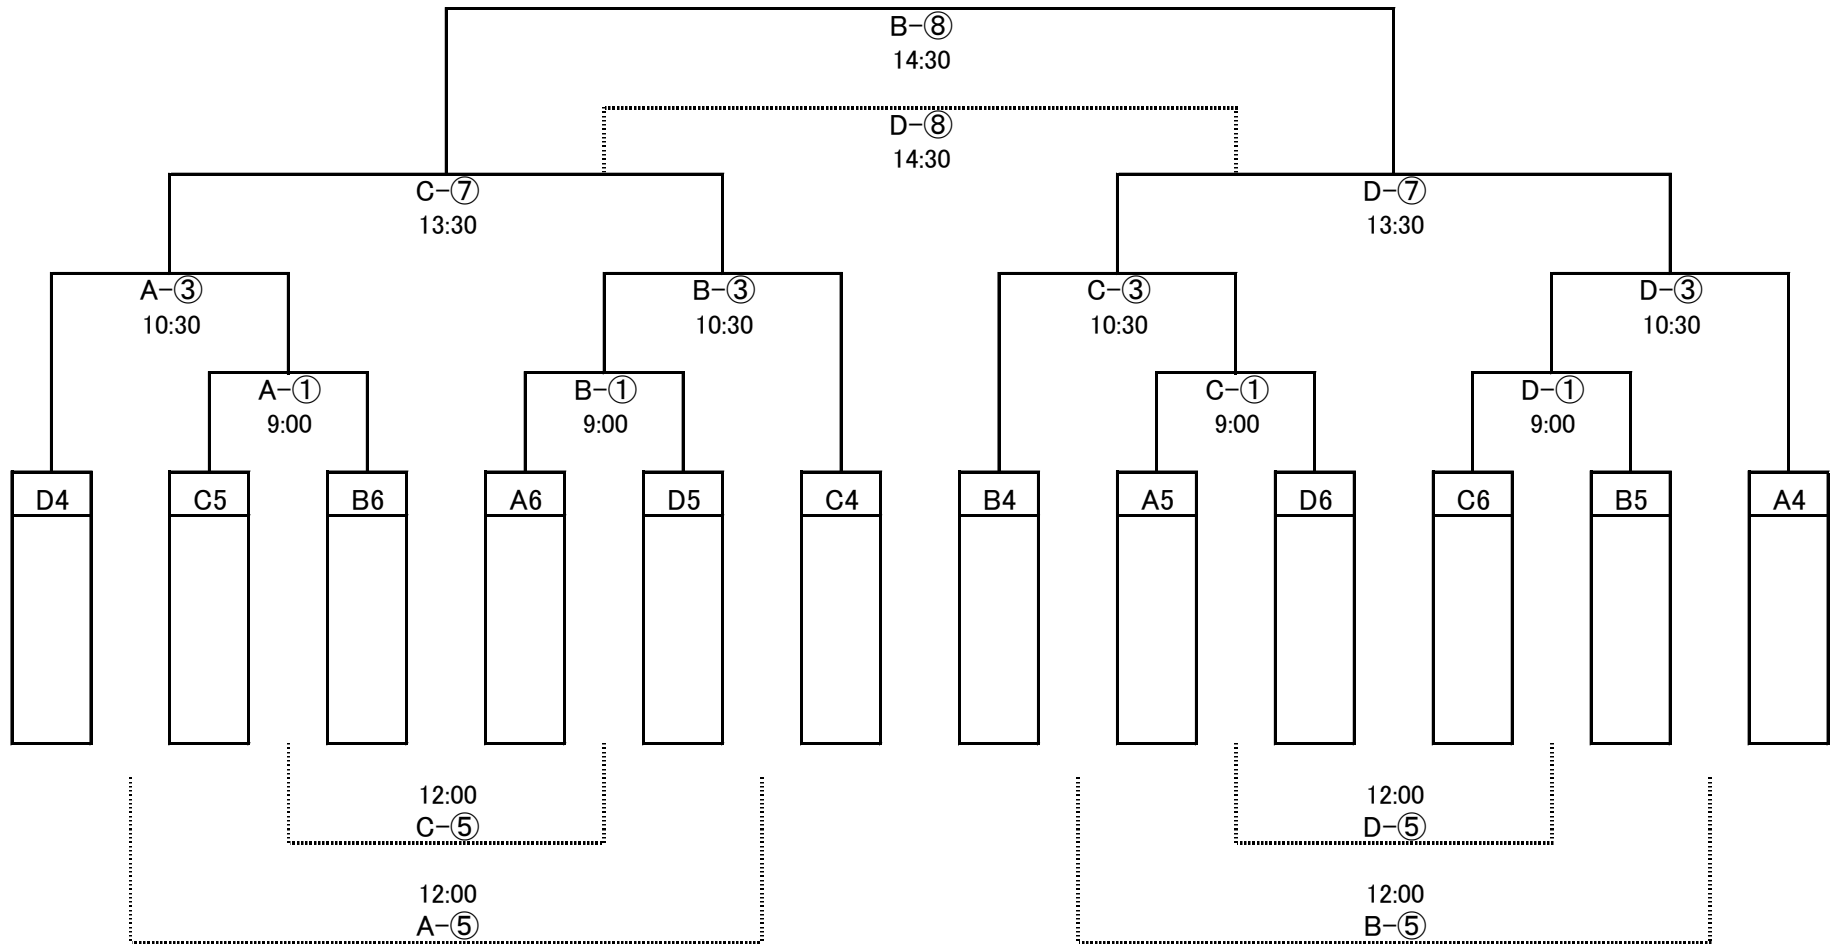 B-⑧
14:30
D-⑧
14:30
C-⑦
13:30
D-⑦
13:30
A-③
10:30
B-③
10:30
C-③
10:30
D-③
10:30
A-①
9:00
B-①
9:00
C-①
9:00
D-①
9:00
D4
C5
B6
A6
D5
C4
B4
A5
D6
C6
B5
A4
12:00
C-⑤
12:00
D-⑤
12:00
A-⑤
12:00
B-⑤